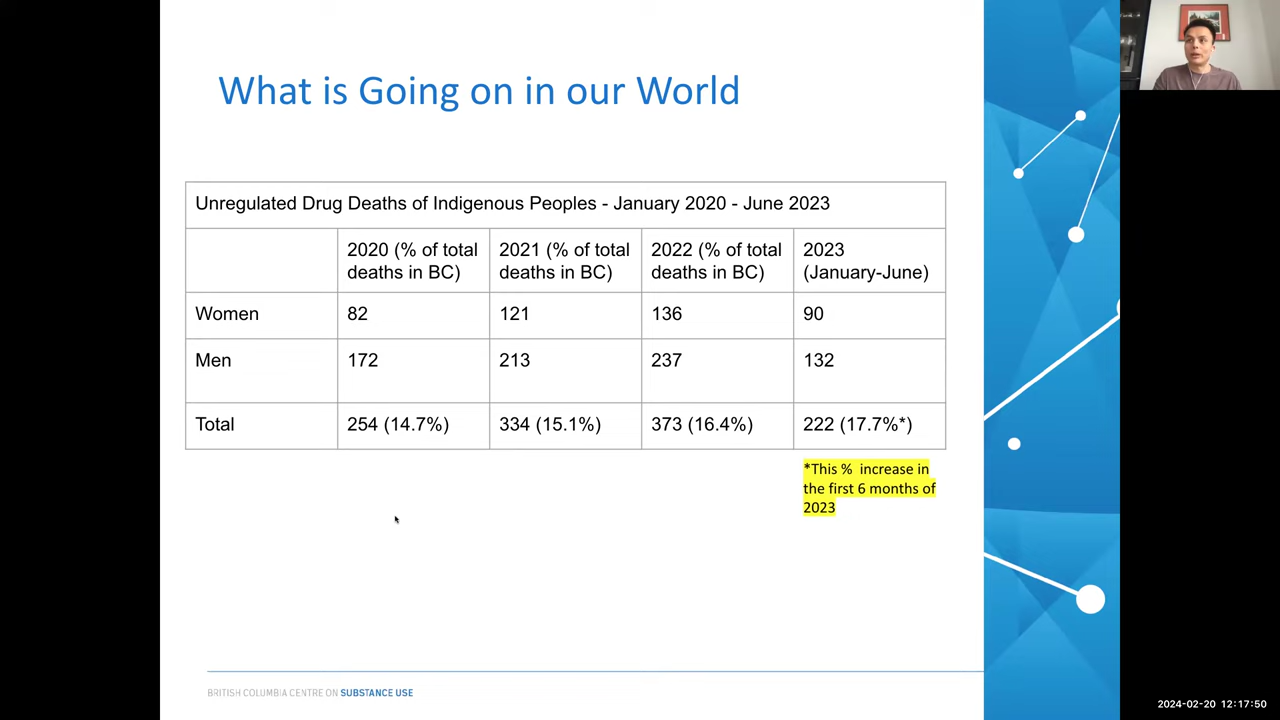 What is Going on in our World
Unregulated Drug Deaths of Indigenous Peoples - January 2020 - June 2023
2020 (% of total deaths in BC) 2021 (% of total deaths in BC) 2022 (% of total deaths in BC) 2023 (January-June)
Women 82 121 136 90
Men 172 213 237 132
Total 254 (14.7%) 334 (15.1%) 373 (16.4%) 222 (17.7%*)
*This % increase in
the first 6 months of
2023
BRITISH COLUMBIA CENTRE ON SUBSTANCE USE
2024-02-20 12:17:50